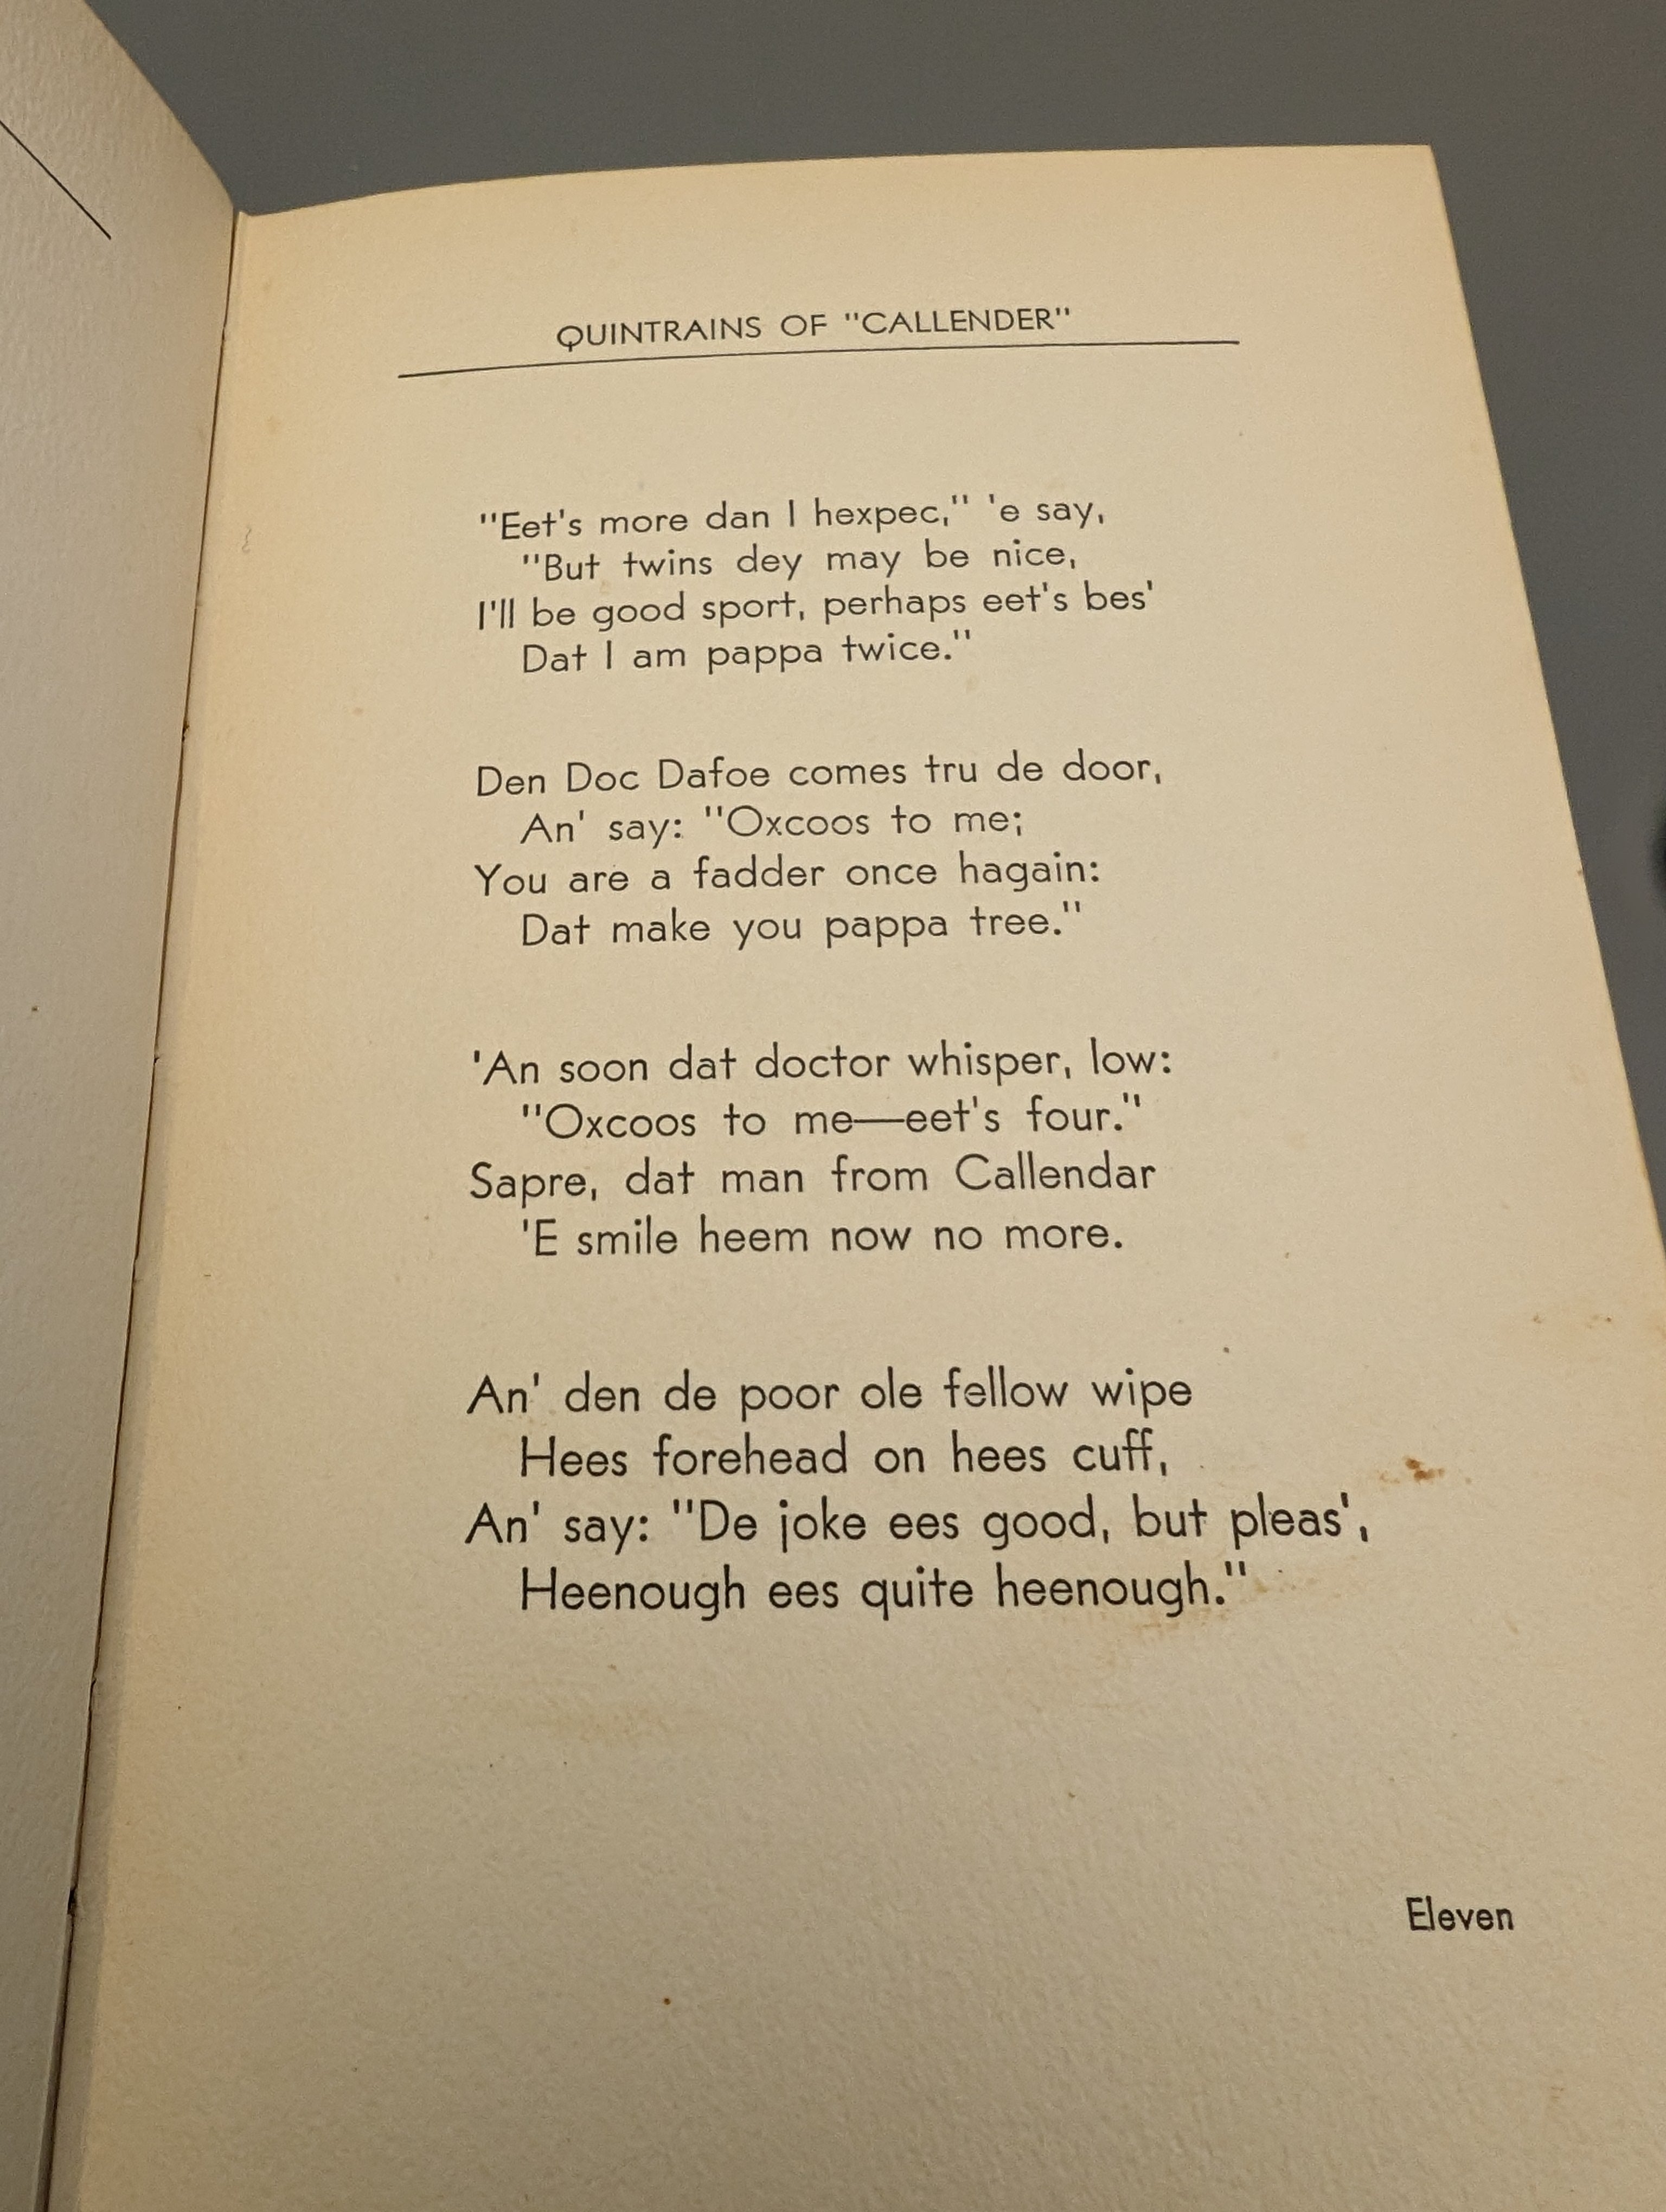 QUINTRAINS OF "CALLENDER"
"Eet's more dan I hexpec," 'e say,
"But twins dey may be nice,
I'll be good sport, perhaps eet's bes'
Dat I am pappa twice."
Den Doc Dafoe comes tru de door,
An' say: "Oxcoos to me;
You are a fadder once hagain:
Dat make you pappa tree."
'An soon dat doctor whisper, low:
"Oxcoos to me—eet's four."
Sapre, dat man from Callendar
'E smile heem now no more.
An' den de poor ole fellow wipe
Hees forehead on hees cuff,
An' say: "De joke ees good, but pleas',
Heenough ees quite heenough."
Eleven